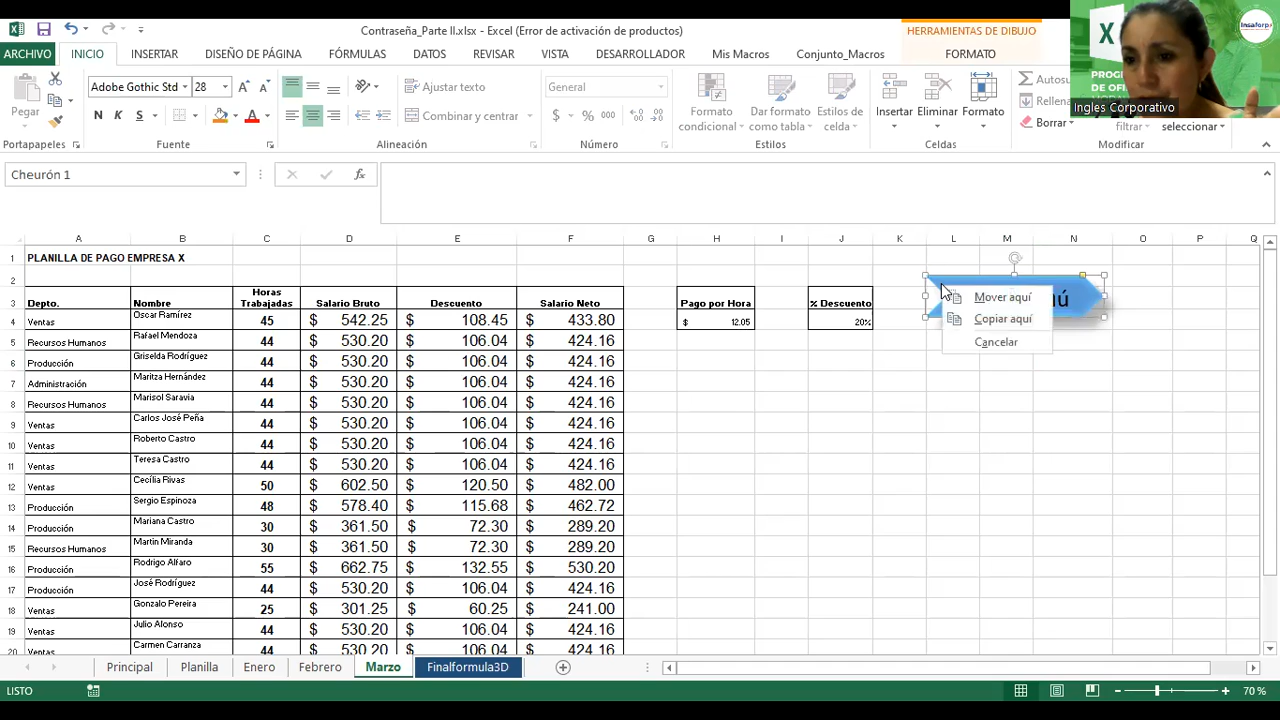 Contraseña_Parte II.xlsx - Excel (Error de activación de productos)
HERRAMIENTAS DE DIBUJO
ARCHIVO INICIO INSERTAR DISEÑO DE PÁGINA FÓRMULAS DATOS REVISAR VISTA DESARROLLADOR Mis Macros Conjunto_Macros FORMATO
Insaforp
Ingles Corporativo
Pegar
Adobe Gothic Std 28
N K S
Ajustar texto
Combinar y centrar
General
$ % 000
Formato condicional
Dar formato como tabla
Estilos de celda
Insertar Eliminar Formato
Borrar
filtrar
seleccionar
Portapapeles Fuente Alineación Número Estilos Celdas Modificar
Cheurón 1
A B C D E F G H I J K L M N O P Q
1 PLANILLA DE PAGO EMPRESA X
2
3 Depto. Nombre Horas Trabajadas Salario Bruto Descuento Salario Neto Pago por Hora % Descuento
4 Ventas Oscar Ramírez 45 $ 542.25 $ 108.45 $ 433.80 $ 12.05 20%
5 Recursos Humanos Rafael Mendoza 44 $ 530.20 $ 106.04 $ 424.16
6 Producción Griselda Rodríguez 44 $ 530.20 $ 106.04 $ 424.16
7 Administración Maritza Hernández 44 $ 530.20 $ 106.04 $ 424.16
8 Recursos Humanos Marisol Saravia 44 $ 530.20 $ 106.04 $ 424.16
9 Ventas Carlos José Peña 44 $ 530.20 $ 106.04 $ 424.16
10 Ventas Roberto Castro 44 $ 530.20 $ 106.04 $ 424.16
11 Ventas Teresa Castro 44 $ 530.20 $ 106.04 $ 424.16
12 Ventas Cecilia Rivas 50 $ 602.50 $ 120.50 $ 482.00
13 Producción Sergio Espinoza 48 $ 578.40 $ 115.68 $ 462.72
14 Producción Mariana Castro 30 $ 361.50 $ 72.30 $ 289.20
15 Recursos Humanos Martin Miranda 30 $ 361.50 $ 72.30 $ 289.20
16 Producción Rodrigo Alfaro 55 $ 662.75 $ 132.55 $ 530.20
17 Producción José Rodríguez 44 $ 530.20 $ 106.04 $ 424.16
18 Ventas Gonzalo Pereira 25 $ 301.25 $ 60.25 $ 241.00
19 Ventas Julio Alonso 44 $ 530.20 $ 106.04 $ 424.16
20 Ventas Carmen Carranza 44 $ 530.20 $ 106.04 $ 424.16
Mover aquí
Copiar aquí
Cancelar
Principal Planilla Enero Febrero Marzo Finalformula3D
LISTO
70 %